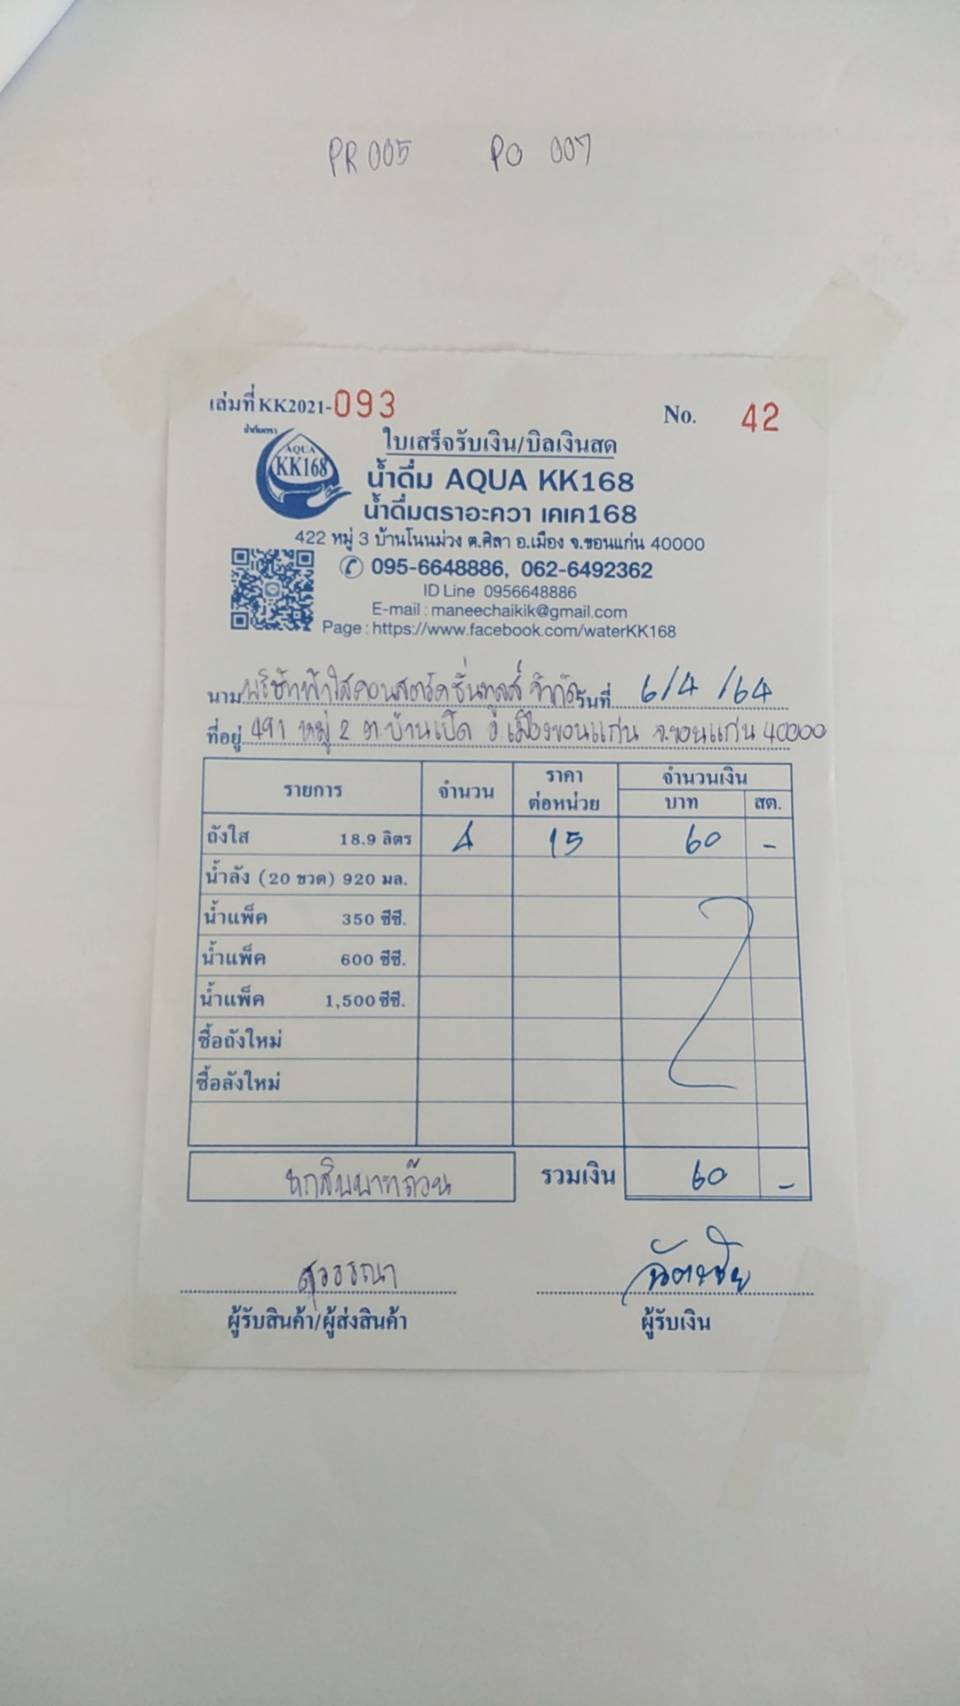 PR 005 PO 007
เล่มที่ KK2021-093 No. 42
น้ำดื่มตรา
AQUA
KK168
ใบเสร็จรับเงิน/บิลเงินสด
น้ำดื่ม AQUA KK168
น้ำดื่มตราอะควา เคเค168
422 หมู่ 3 บ้านโนนม่วง ต.ศิลา อ.เมือง จ.ขอนแก่น 40000
095-6648886, 062-6492362
ID Line 0956648886
E-mail : maneechaikik@gmail.com
Page : https://www.facebook.com/waterKK168
นาม บริษัทฟ้าใสคอนสตรัคชั่นทูลส์ จำกัด วันที่ 6/4/64
ที่อยู่ 491 หมู่ 2 ต.บ้านเป็ด อ.เมืองขอนแก่น จ.ขอนแก่น 40000
รายการ จำนวน ราคา ต่อหน่วย จำนวนเงิน
บาท สต.
ถังใส 18.9 ลิตร 4 15 60 -
น้ำลัง (20 ขวด) 920 มล.
น้ำแพ็ค 350 ซีซี.
น้ำแพ็ค 600 ซีซี.
น้ำแพ็ค 1,500 ซีซี.
ซื้อถังใหม่
ซื้อลังใหม่
หกสิบบาทถ้วน รวมเงิน 60 -
สุวรรณา ฉัตรชัย
ผู้รับสินค้า/ผู้ส่งสินค้า ผู้รับเงิน